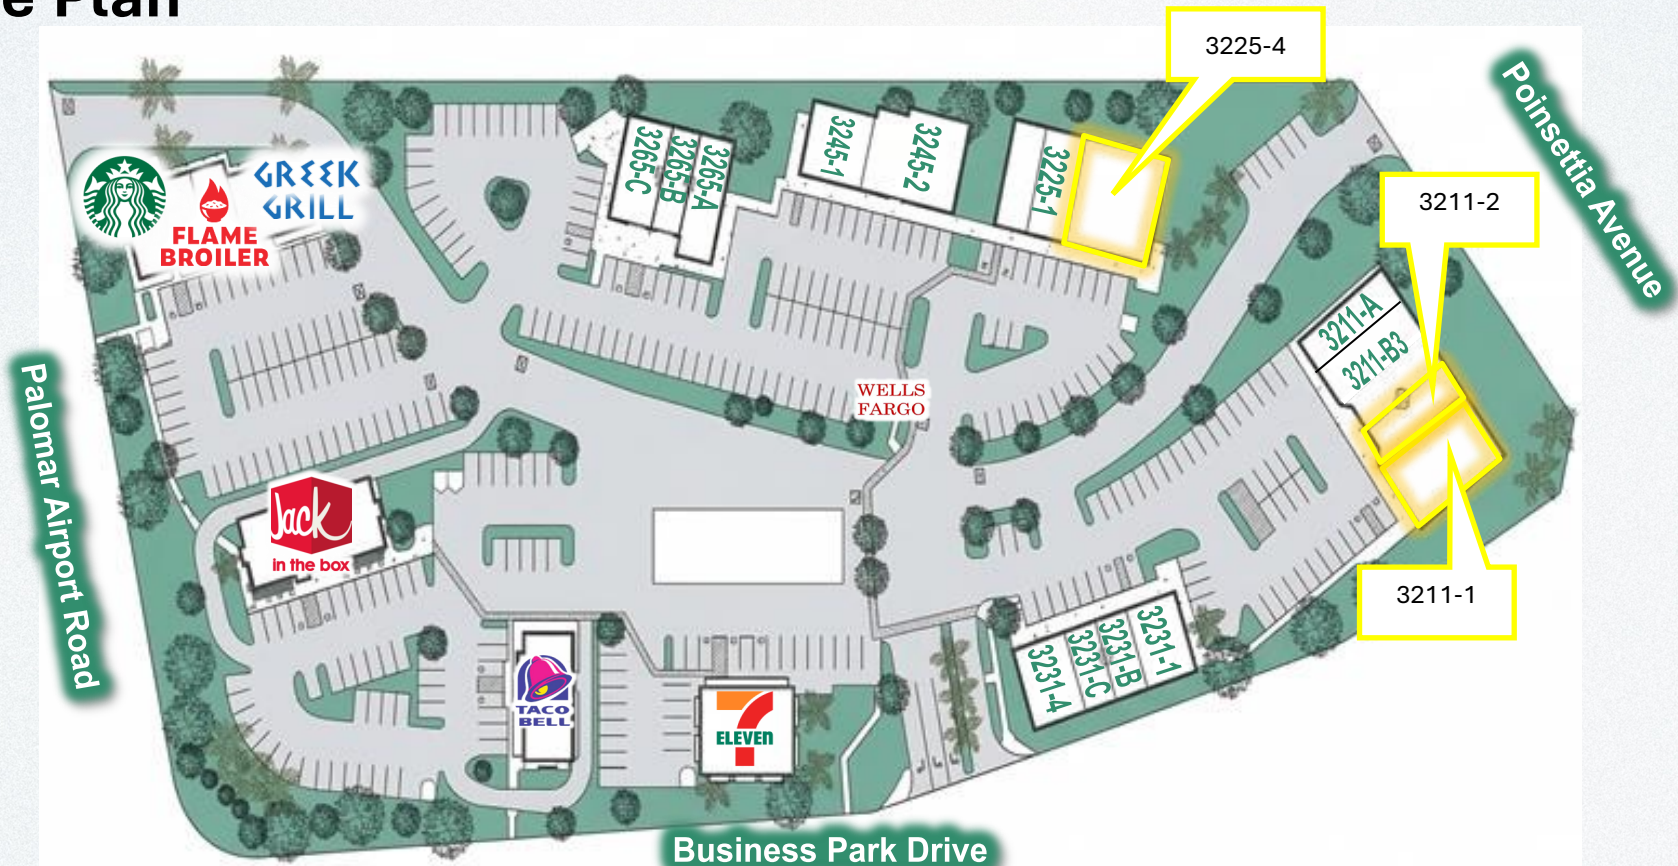 e Plan
3225-4
Poinsettia Avenue
3265-C
3265-B
3265-A
3245-1
3245-2
3225-1
3211-2
GREEK
GRILL
FLAME
BROILER
3211-A
3211-B3
Palomar Airport Road
WELLS
FARGO
Jack
in the box
3211-1
3231-4
3231-C
3231-B
3231-1
TACO
BELL
7
ELEVEN
Business Park Drive